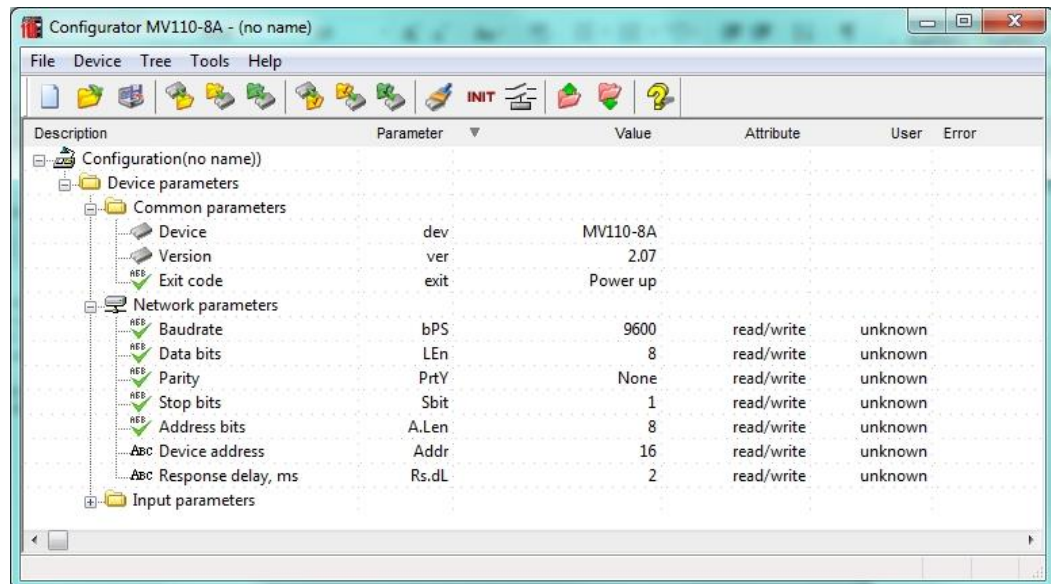 Configurator MV110-8A - (no name)
File Device Tree Tools Help
INIT
Description Parameter Value Attribute User Error
Configuration(no name))
Device parameters
Common parameters
Device dev MV110-8A
Version ver 2.07
Exit code exit Power up
Network parameters
Baudrate bPS 9600 read/write unknown
Data bits LEn 8 read/write unknown
Parity PrtY None read/write unknown
Stop bits Sbit 1 read/write unknown
Address bits A.Len 8 read/write unknown
ABC Device address Addr 16 read/write unknown
ABC Response delay, ms Rs.dL 2 read/write unknown
Input parameters